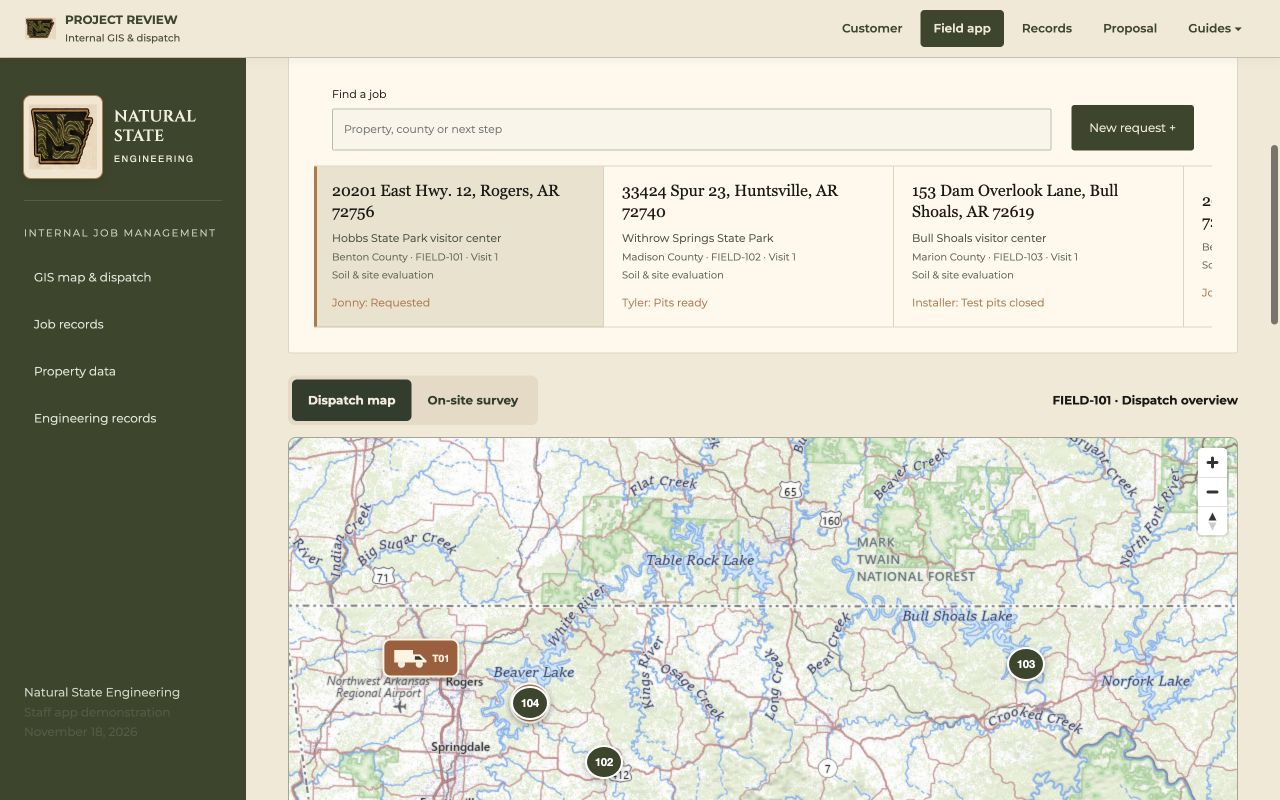 PROJECT REVIEW
Internal GIS & dispatch
Customer
Field app
Records
Proposal
Guides
NATURAL
STATE
ENGINEERING
INTERNAL JOB MANAGEMENT
GIS map & dispatch
Job records
Property data
Engineering records
Natural State Engineering
Staff app demonstration
November 18, 2026
Find a job
Property, county or next step
New request +
20201 East Hwy. 12, Rogers, AR
72756
Hobbs State Park visitor center
Benton County · FIELD-101 · Visit 1
Soil & site evaluation
Jonny: Requested
33424 Spur 23, Huntsville, AR
72740
Withrow Springs State Park
Madison County · FIELD-102 · Visit 1
Soil & site evaluation
Tyler: Pits ready
153 Dam Overlook Lane, Bull
Shoals, AR 72619
Bull Shoals visitor center
Marion County · FIELD-103 · Visit 1
Soil & site evaluation
Installer: Test pits closed
Dispatch map
On-site survey
FIELD-101 · Dispatch overview
Flat Creek
65
Beaver Creek
160
Bryant Creek
North Fork River
Indian Creek
River
Big Sugar Creek
71
Table Rock Lake
MARK
TWAIN
NATIONAL FOREST
White River
Bull Shoals Lake
T01
Northwest Arkansas
Regional Airport
Rogers
Beaver Lake
104
Kings River
Osage Creek
Long Creek
Bear Creek
103
Norfork Lake
Crooked Creek
Springdale
102
7